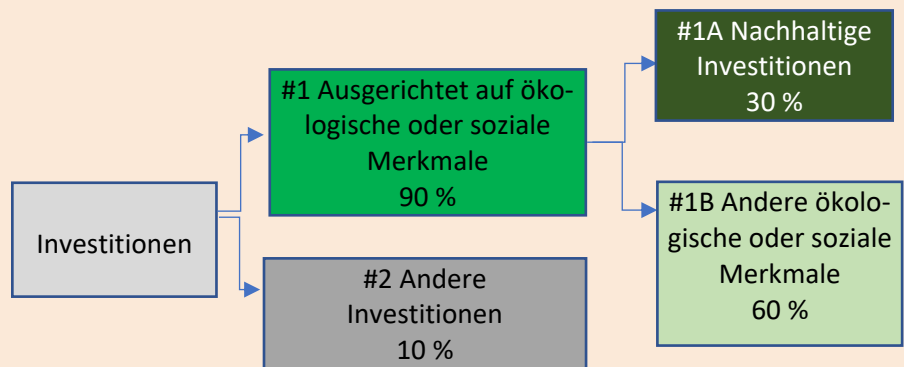 Investitionen
#1 Ausgerichtet auf öko-
logische oder soziale
Merkmale
90 %
#2 Andere
Investitionen
10 %
#1A Nachhaltige
Investitionen
30 %
#1B Andere ökolo-
gische oder soziale
Merkmale
60 %